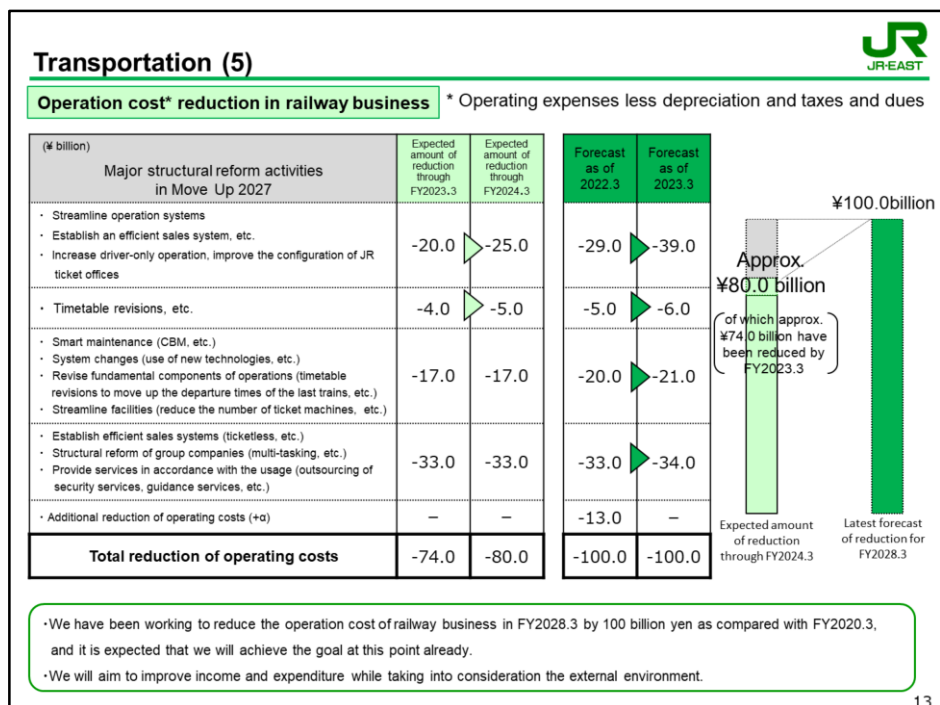 JR
JR-EAST
Transportation (5)
Operation cost* reduction in railway business
* Operating expenses less depreciation and taxes and dues
(¥ billion)
Major structural reform activities
in Move Up 2027
Expected
amount of
reduction
through
FY2023.3
Expected
amount of
reduction
through
FY2024.3
Forecast
as of
2022.3
Forecast
as of
2023.3
・ Streamline operation systems
・ Establish an efficient sales system, etc.
・ Increase driver-only operation, improve the configuration of JR
ticket offices
-20.0
-25.0
-29.0
-39.0
・ Timetable revisions, etc.
-4.0
-5.0
-5.0
-6.0
・ Smart maintenance (CBM, etc.)
・ System changes (use of new technologies, etc.)
・ Revise fundamental components of operations (timetable
revisions to move up the departure times of the last trains, etc.)
・ Streamline facilities (reduce the number of ticket machines, etc.)
-17.0
-17.0
-20.0
-21.0
・ Establish efficient sales systems (ticketless, etc.)
・ Structural reform of group companies (multi-tasking, etc.)
・ Provide services in accordance with the usage (outsourcing of
security services, guidance services, etc.)
-33.0
-33.0
-33.0
-34.0
・Additional reduction of operating costs (+α)
–
–
-13.0
–
Total reduction of operating costs
-74.0
-80.0
-100.0
-100.0
¥100.0billion
Approx.
¥80.0 billion
of which approx.
¥74.0 billion have
been reduced by
FY2023.3
Expected amount
of reduction
through FY2024.3
Latest forecast
of reduction for
FY2028.3
・We have been working to reduce the operation cost of railway business in FY2028.3 by 100 billion yen as compared with FY2020.3,
and it is expected that we will achieve the goal at this point already.
・We will aim to improve income and expenditure while taking into consideration the external environment.
13